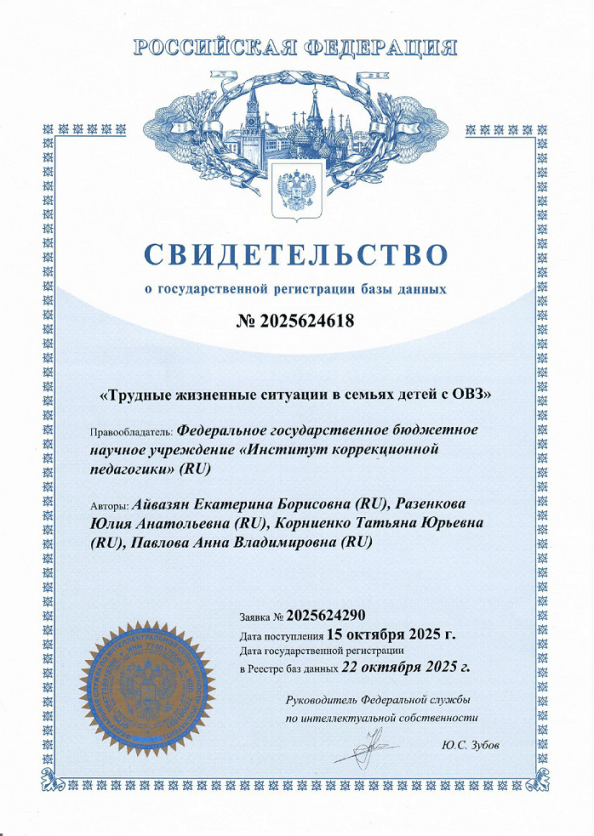 РОССИЙСКАЯ ФЕДЕРАЦИЯ
СВИДЕТЕЛЬСТВО
о государственной регистрации базы данных
№ 2025624618
«Трудные жизненные ситуации в семьях детей с ОВЗ»
Правообладатель: Федеральное государственное бюджетное
научное учреждение «Институт коррекционной
педагогики» (RU)
Авторы: Айвазян Екатерина Борисовна (RU), Разенкова
Юлия Анатольевна (RU), Корниенко Татьяна Юрьевна
(RU), Павлова Анна Владимировна (RU)
Заявка № 2025624290
Дата поступления 15 октября 2025 г.
Дата государственной регистрации
в Реестре баз данных 22 октября 2025 г.
Руководитель Федеральной службы
по интеллектуальной собственности
Ю.С. Зубов